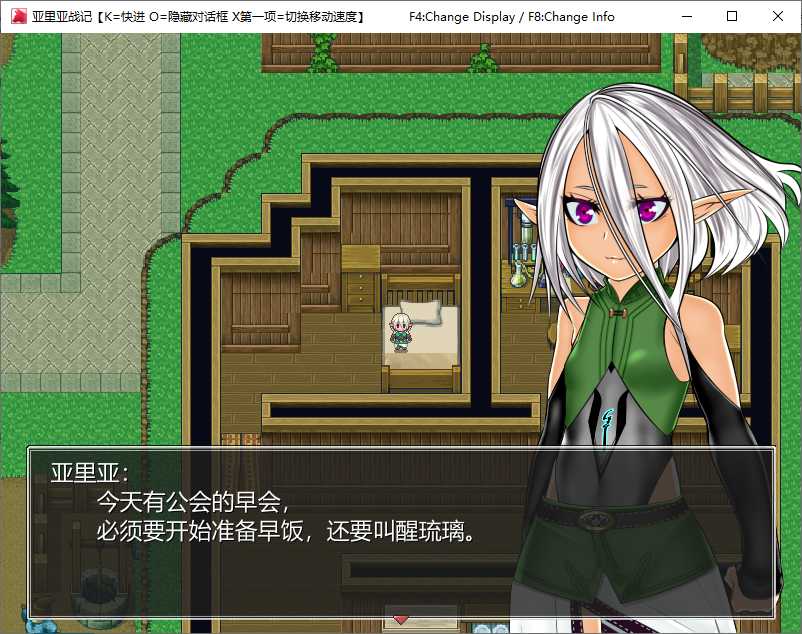 亚里亚战记【K=快进 O=隐藏对话框 X第一项=切换移动速度】 F4:Change Display / F8:Change Info
亚里亚：
今天有公会的早会，
必须要开始准备早饭，还要叫醒琉璃。